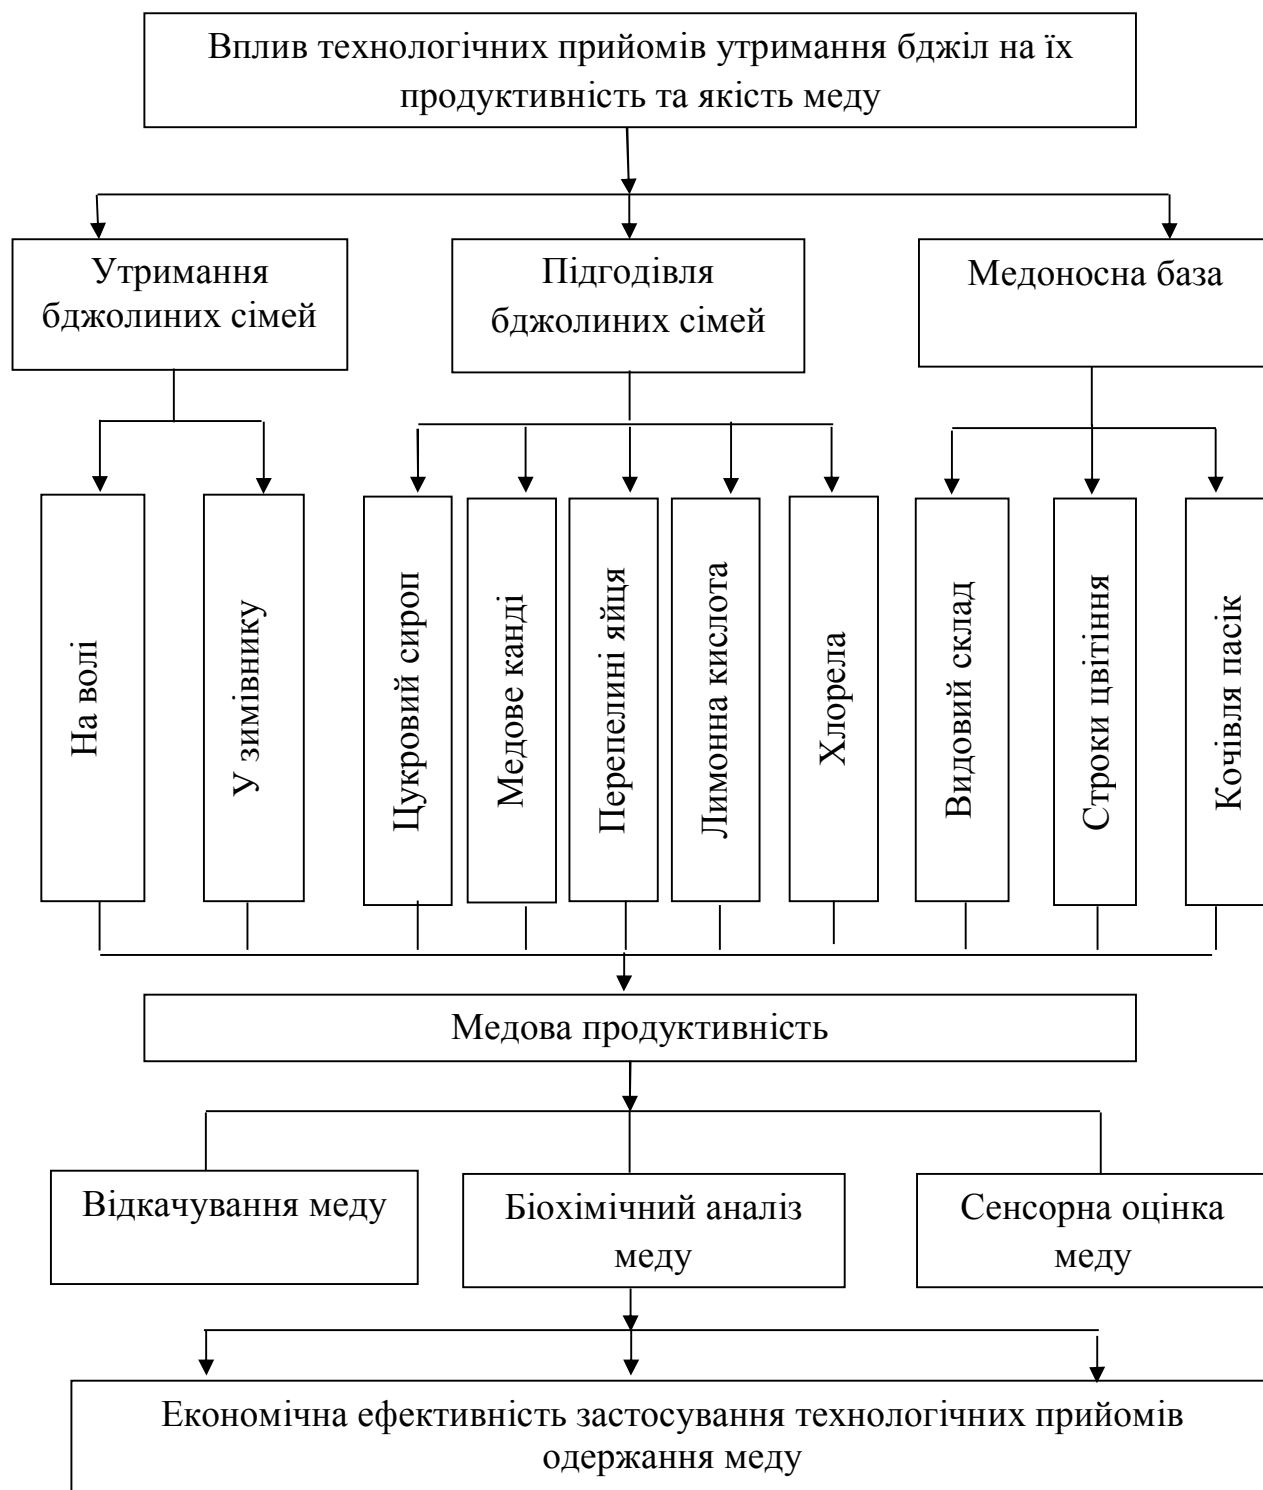 Вплив технологічних прийомів утримання бджіл на їх
продуктивність та якість меду
Утримання
бджолиних сімей
Підгодівля
бджолиних сімей
Медоносна база
На волі
У зимівнику
Цукровий сироп
Медове канді
Перепелині яйця
Лимонна кислота
Хлорела
Видовий склад
Строки цвітіння
Кочівля пасік
Медова продуктивність
Відкачування меду
Біохімічний аналіз
меду
Сенсорна оцінка
меду
Економічна ефективність застосування технологічних прийомів
одержання меду